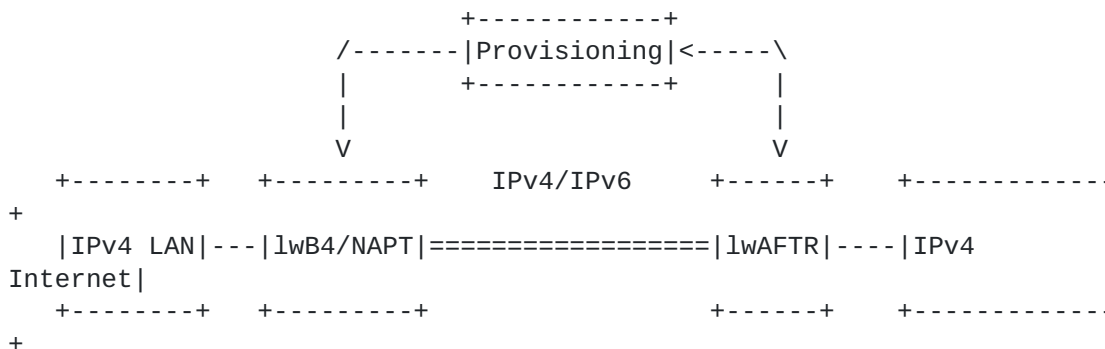 +------------+
                    /-------|Provisioning|<-----\
                    |       +------------+      |
                    |                           |
                    V                           V
   +--------+   +---------+    IPv4/IPv6     +------+    +-------------
+
   |IPv4 LAN|---|lwB4/NAPT|==================|lwAFTR|----|IPv4
Internet|
   +--------+   +---------+                  +------+    +-------------
+